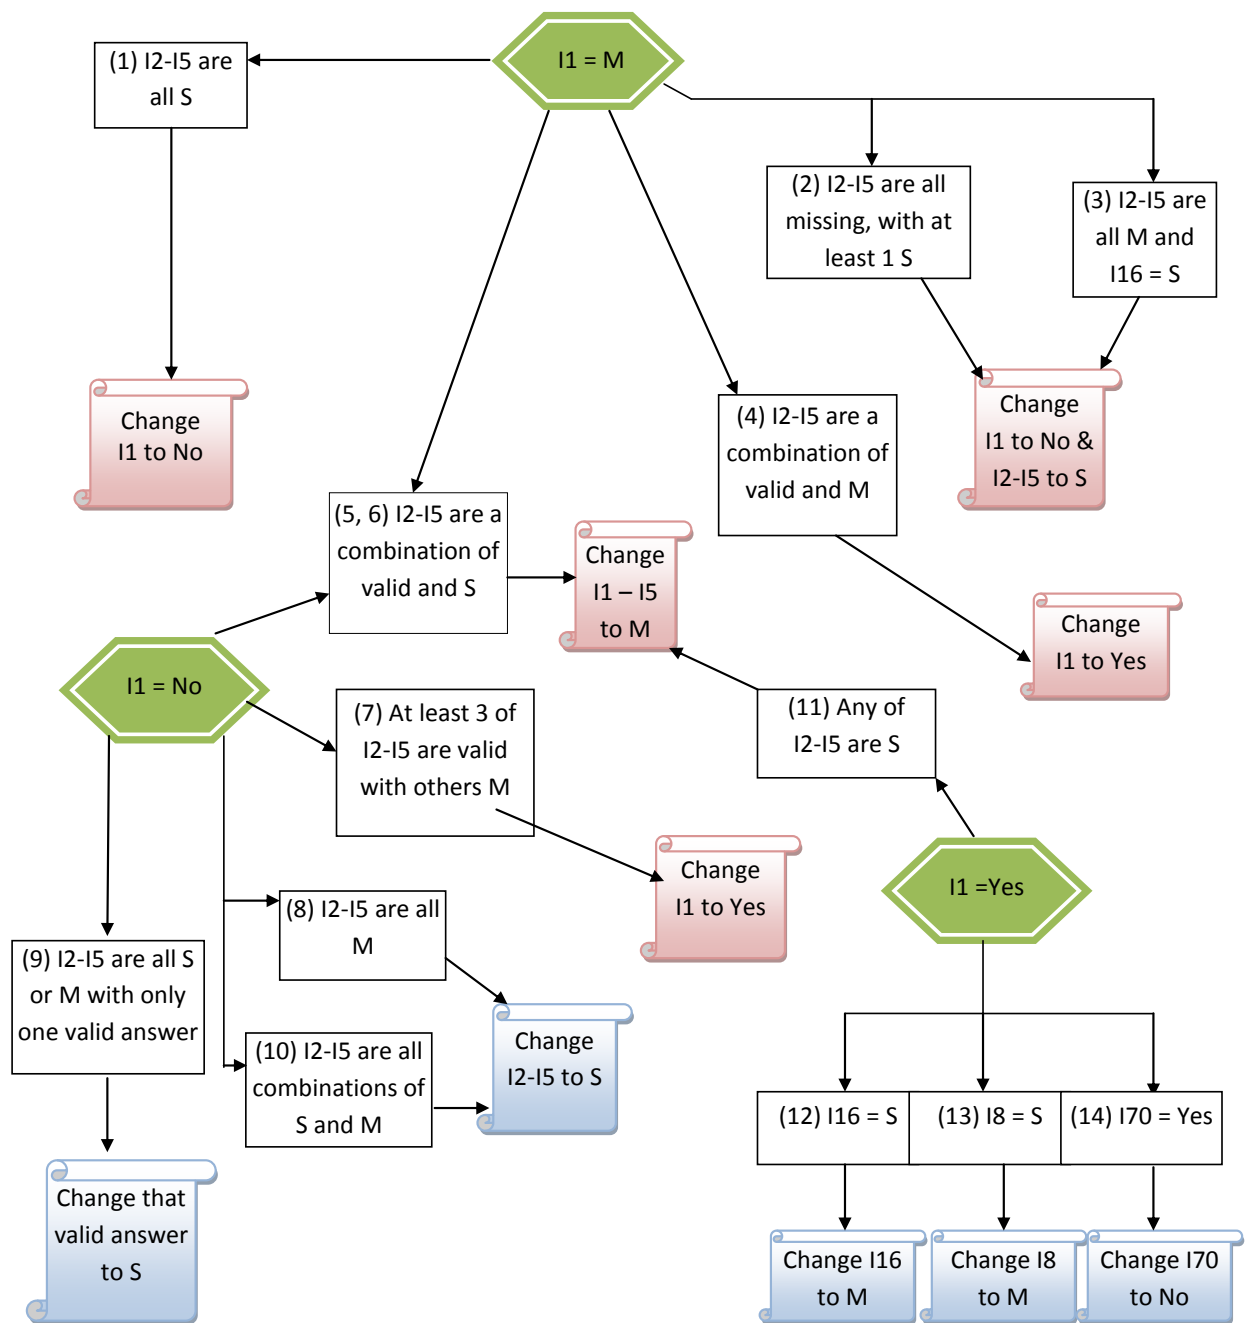 I1 = M
(1) I2-I5 are
all S
(2) I2-I5 are all
missing, with at
least 1 S
(3) I2-I5 are
all M and
I16 = S
Change
I1 to No
(4) I2-I5 are a
combination of
valid and M
Change
I1 to No &
I2-I5 to S
(5, 6) I2-I5 are a
combination of
valid and S
Change
I1 – I5
to M
Change
I1 to Yes
I1 = No
(7) At least 3 of
I2-I5 are valid
with others M
(11) Any of
I2-I5 are S
Change
I1 to Yes
I1 =Yes
(8) I2-I5 are all
M
(9) I2-I5 are all S
or M with only
one valid answer
(10) I2-I5 are all
combinations of
S and M
Change
I2-I5 to S
(12) I16 = S
(13) I8 = S
(14) I70 = Yes
Change that
valid answer
to S
Change I16
to M
Change I8
to M
Change I70
to No